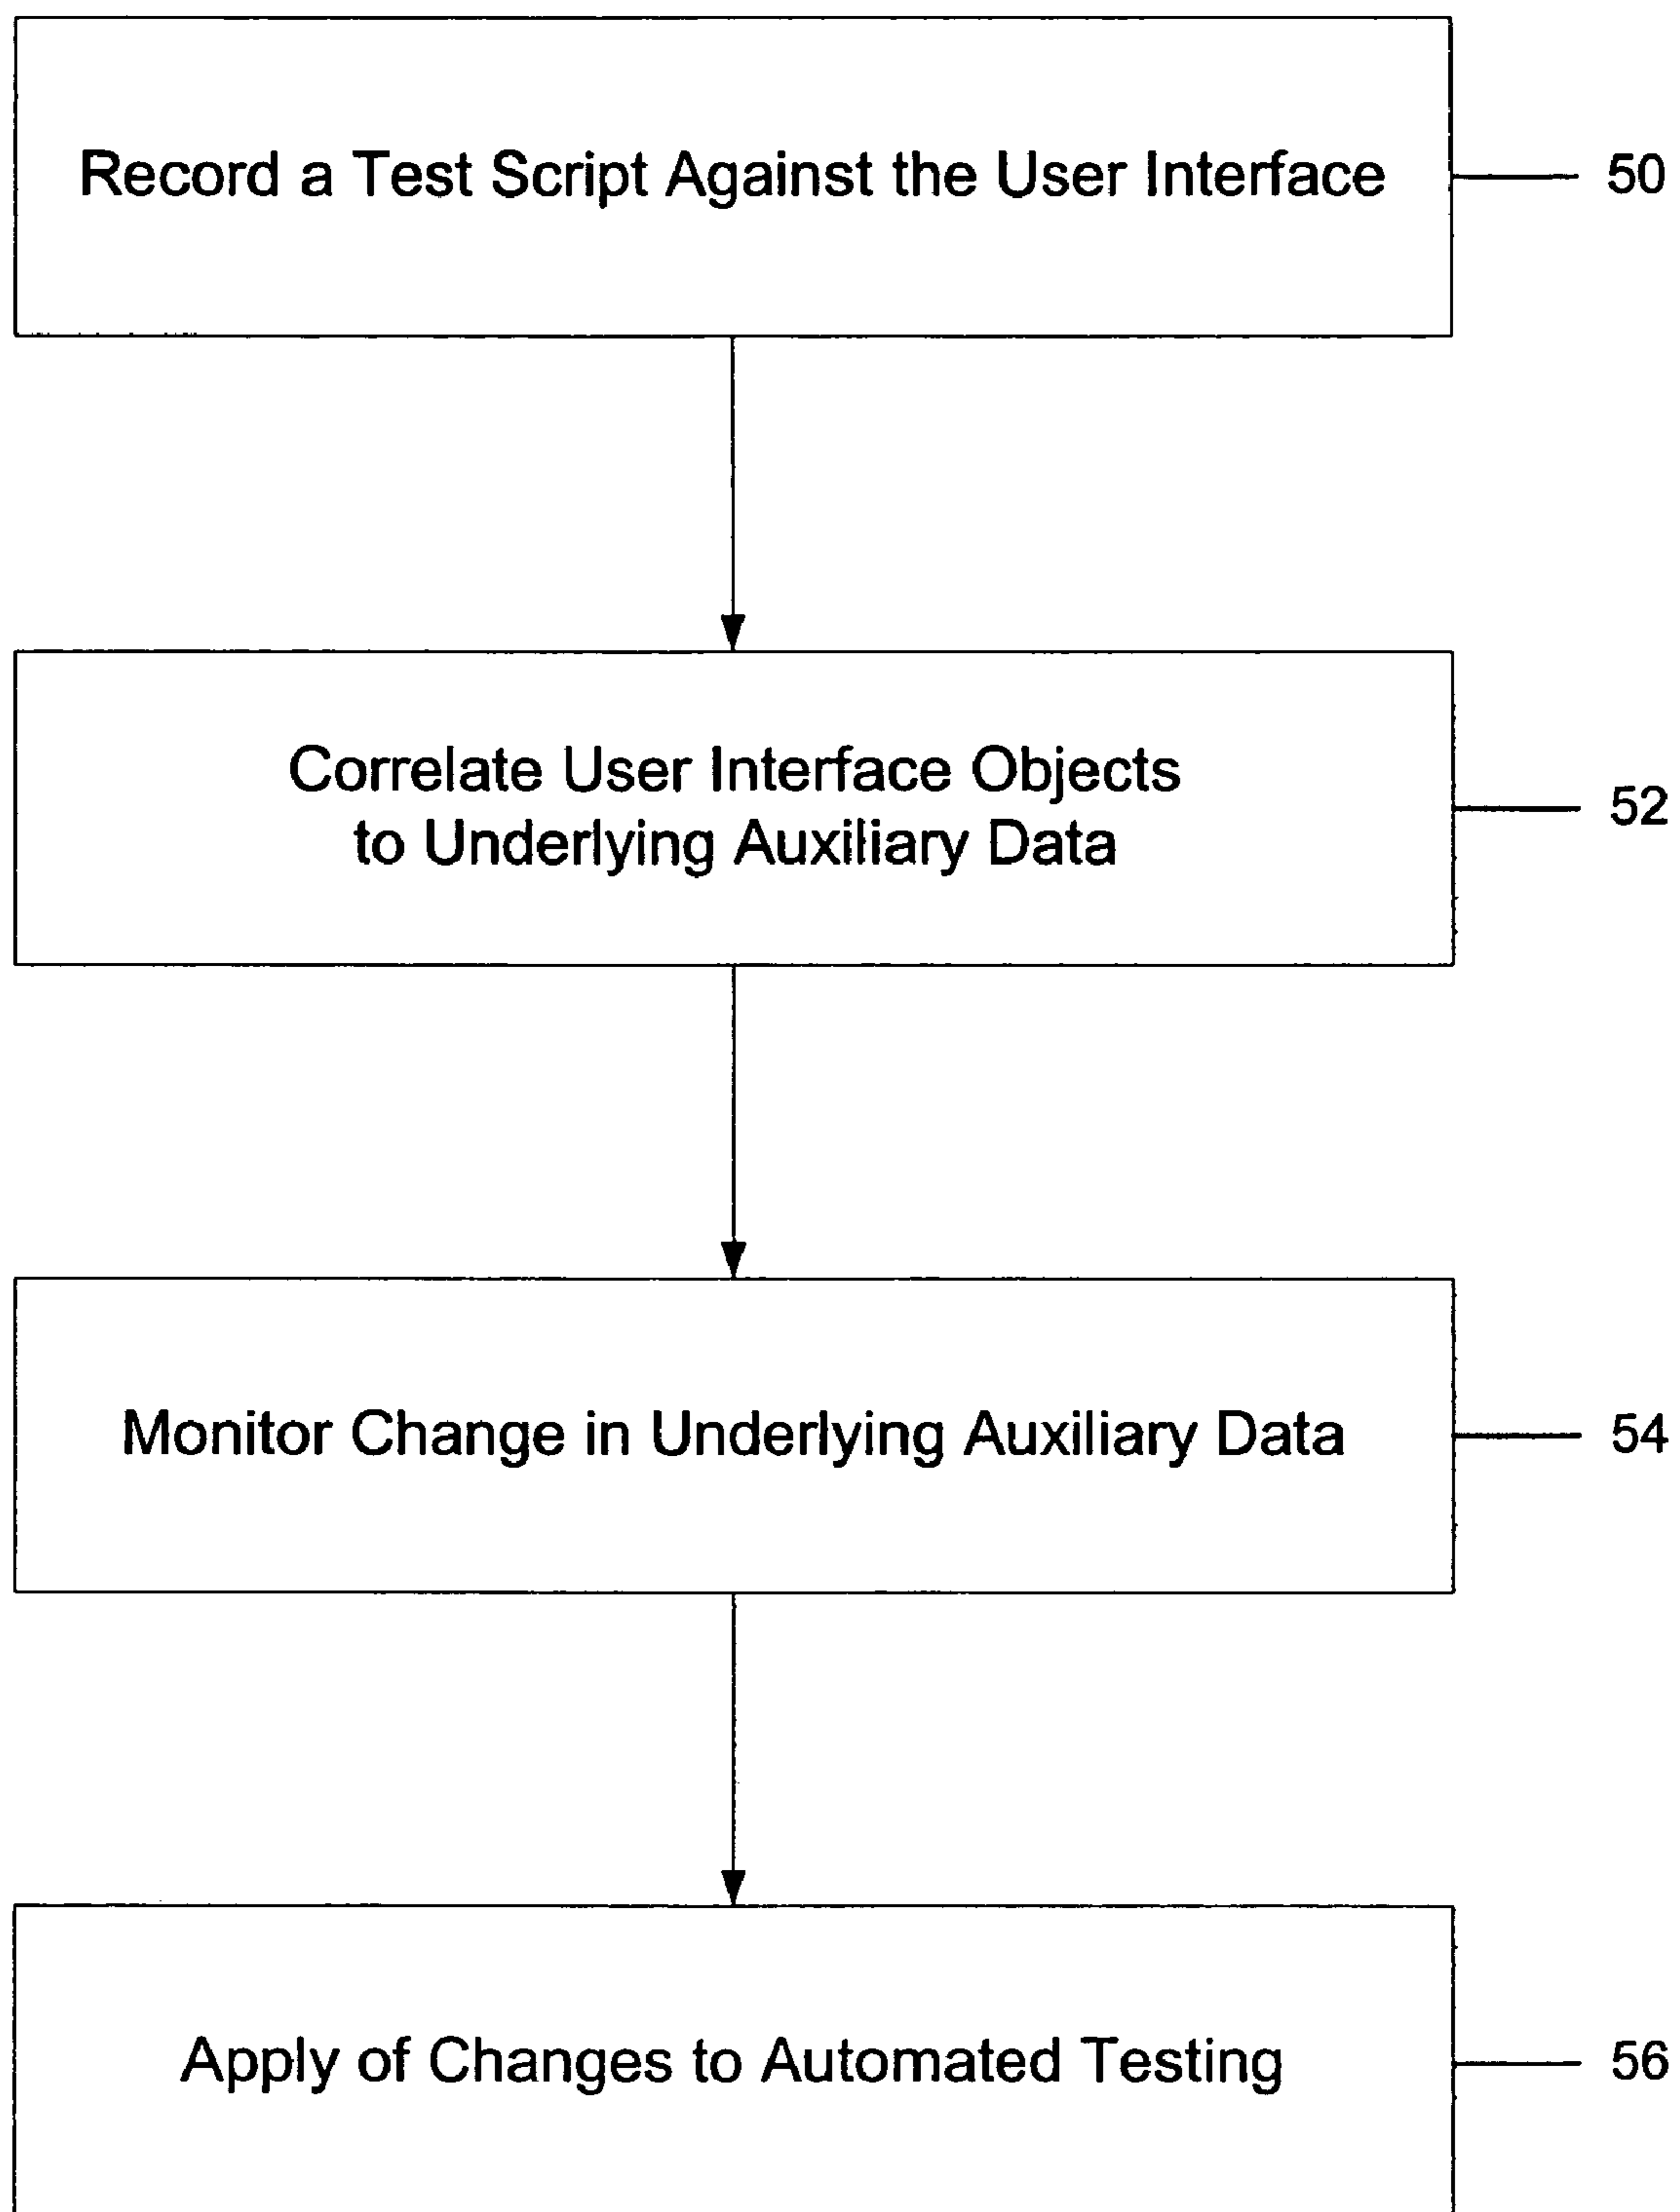 Record a Test Script Against the User Interface
50
Correlate User Interface Objects
to Underlying Auxiliary Data
52
Monitor Change in Underlying Auxiliary Data
54
Apply of Changes to Automated Testing
56